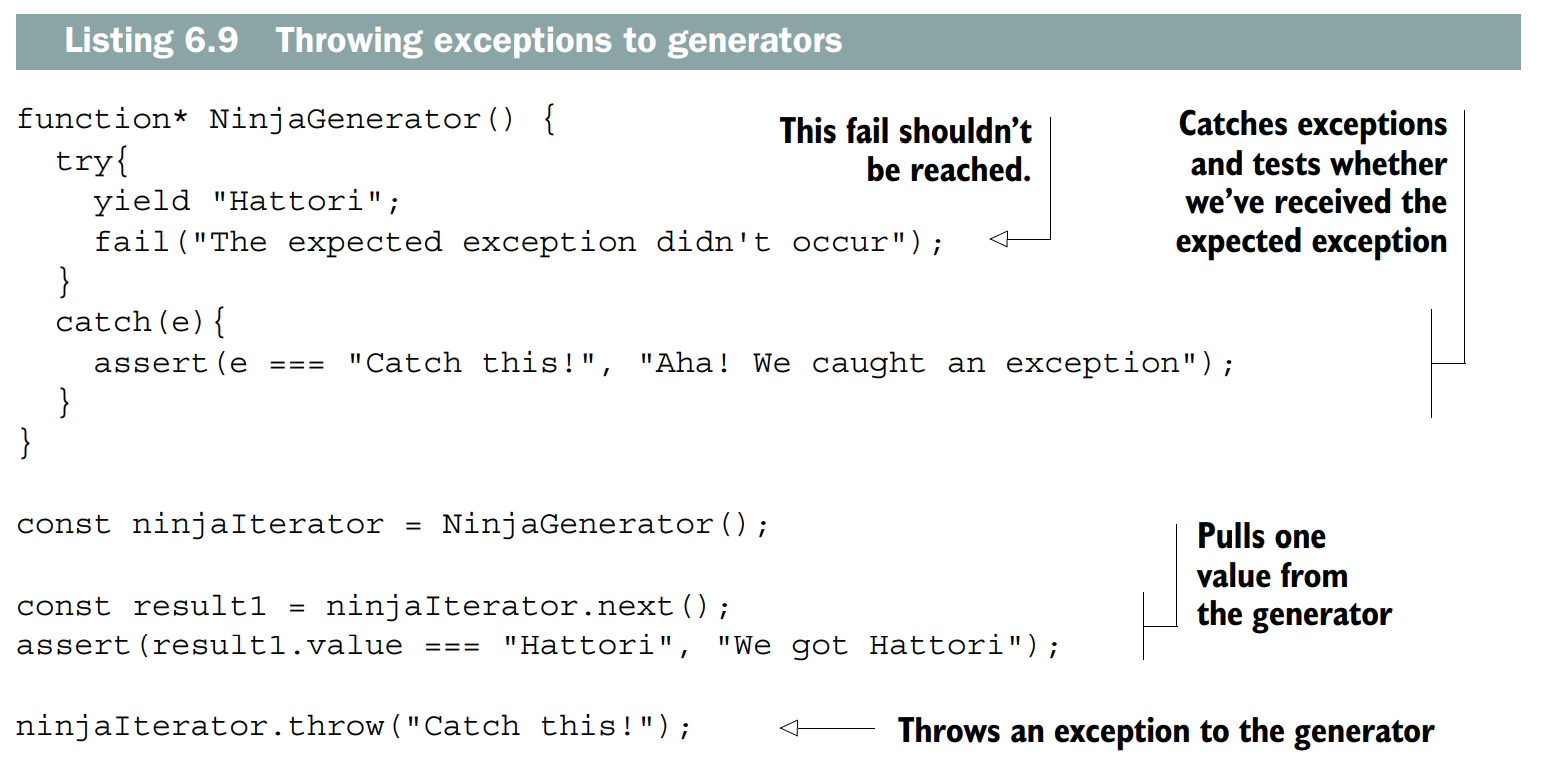 Listing 6.9 Throwing exceptions to generators
function* NinjaGenerator() {
  try{
    yield "Hattori";
    fail("The expected exception didn't occur");
  }
  catch(e){
    assert(e === "Catch this!", "Aha! We caught an exception");
  }
}
This fail shouldn't
be reached.
Catches exceptions
and tests whether
we've received the
expected exception
const ninjaIterator = NinjaGenerator();
const result1 = ninjaIterator.next();
assert(result1.value === "Hattori", "We got Hattori");
Pulls one
value from
the generator
ninjaIterator.throw("Catch this!");
Throws an exception to the generator